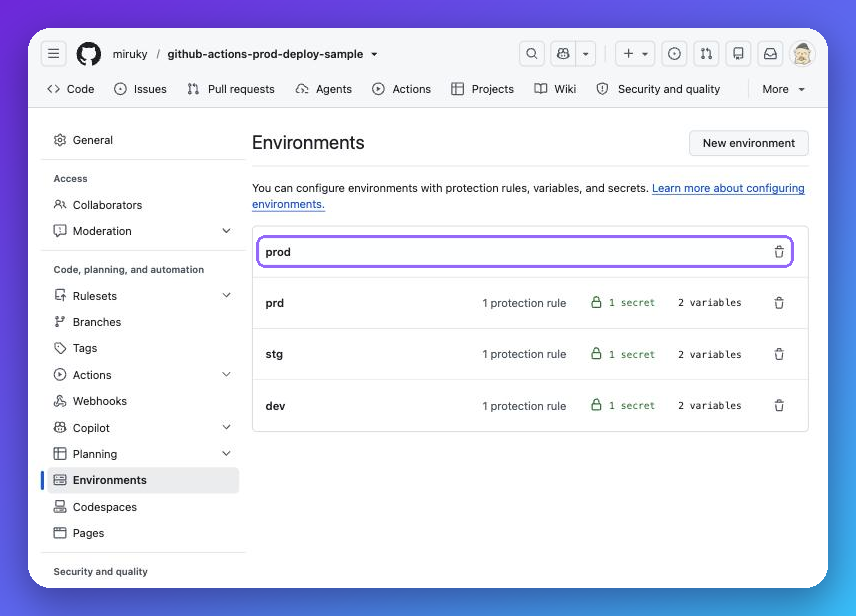 miruky / github-actions-prod-deploy-sample
Code Issues Pull requests Agents Actions Projects Wiki Security and quality More
General
Access
Collaborators
Moderation
Code, planning, and automation
Rulesets
Branches
Tags
Actions
Webhooks
Copilot
Planning
Environments
Codespaces
Pages
Security and quality
Environments
New environment
You can configure environments with protection rules, variables, and secrets. Learn more about configuring
environments.
prod
prd 1 protection rule 1 secret 2 variables
stg 1 protection rule 1 secret 2 variables
dev 1 protection rule 1 secret 2 variables